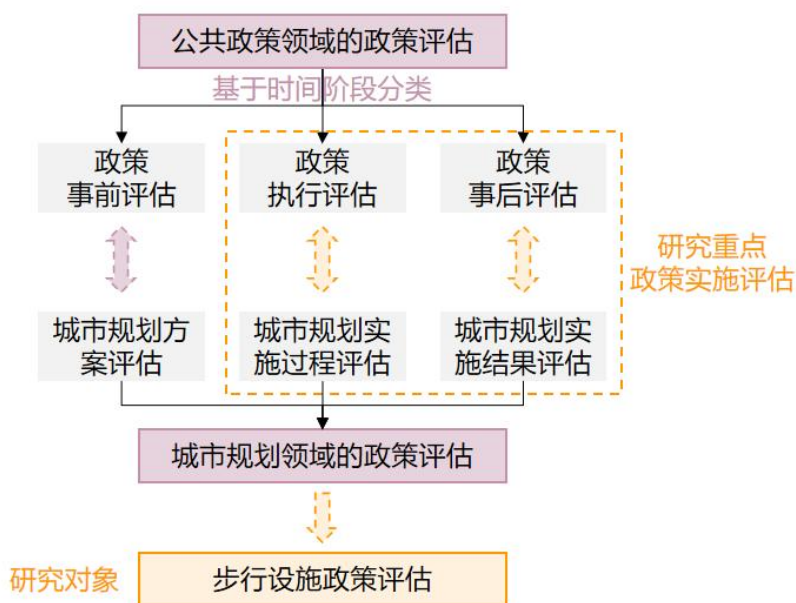 公共政策领域的政策评估
基于时间阶段分类
政策
事前评估
政策
执行评估
政策
事后评估
研究重点
政策实施评估
城市规划方
案评估
城市规划实
施过程评估
城市规划实
施结果评估
城市规划领域的政策评估
研究对象
步行设施政策评估